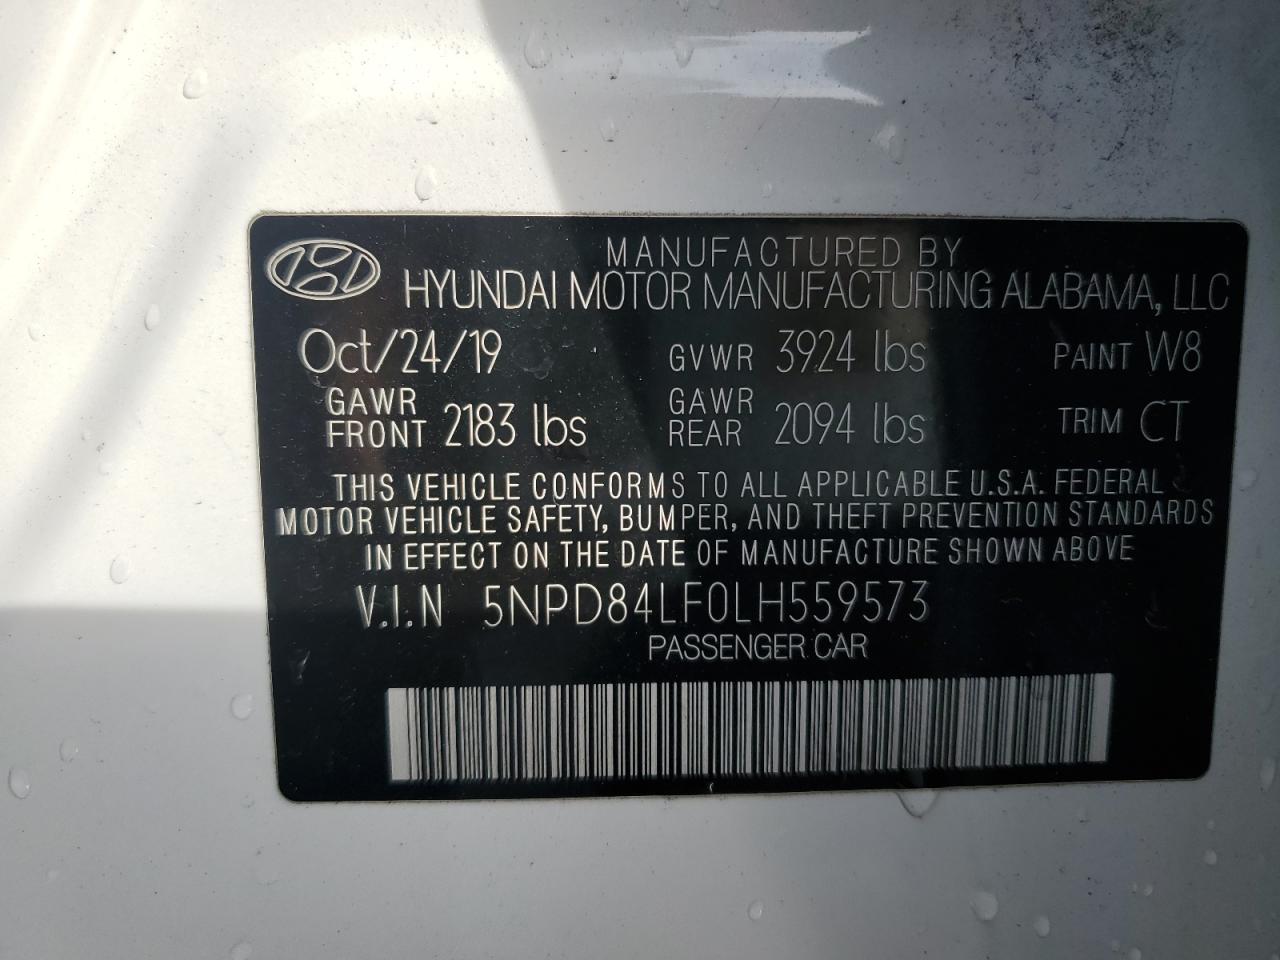 MANUFACTURED BY
HYUNDAI MOTOR MANUFACTURING ALABAMA, LLC
Oct/24/19 GVWR 3924 lbs PAINT W8
GAWR FRONT 2183 lbs GAWR REAR 2094 lbs TRIM CT
THIS VEHICLE CONFORMS TO ALL APPLICABLE U.S.A. FEDERAL
MOTOR VEHICLE SAFETY, BUMPER, AND THEFT PREVENTION STANDARDS
IN EFFECT ON THE DATE OF MANUFACTURE SHOWN ABOVE
V.I.N 5NPD84LF0LH559573
PASSENGER CAR